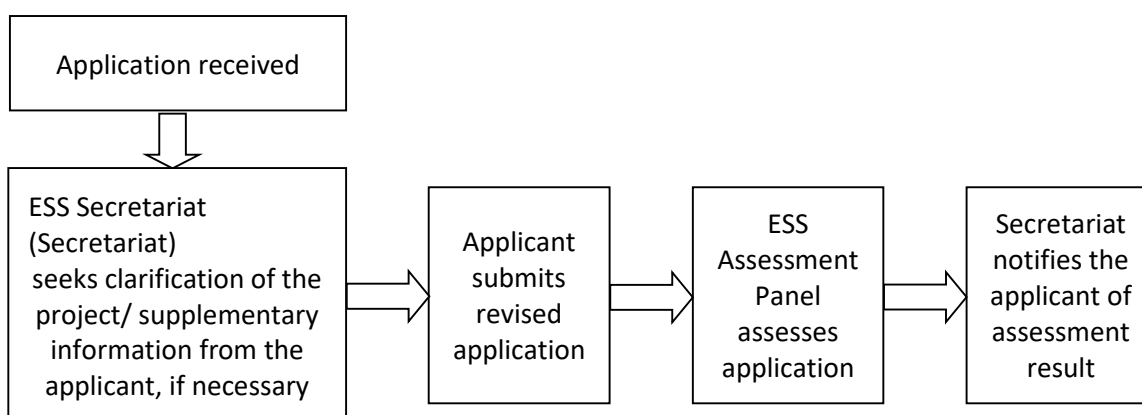 Application received
ESS Secretariat
(Secretariat)
seeks clarification of the
project/ supplementary
information from the
applicant, if necessary
Applicant
submits
revised
application
ESS
Assessment
Panel
assesses
application
Secretariat
notifies the
applicant of
assessment
result